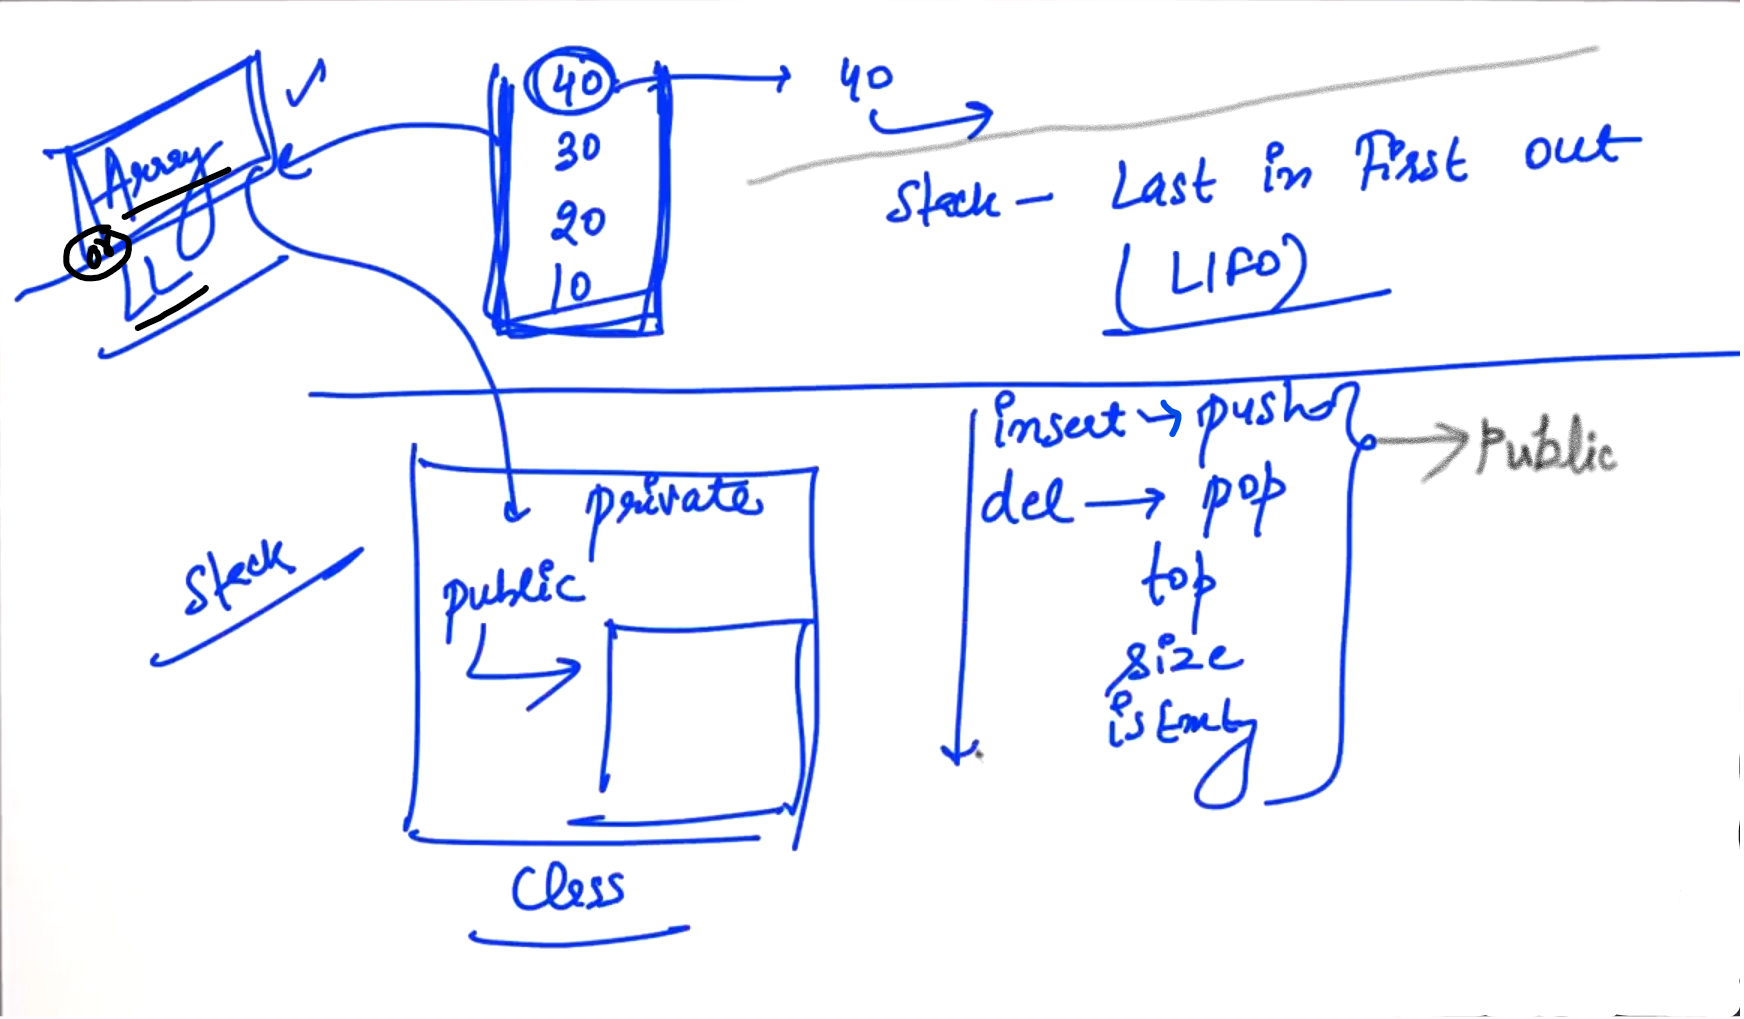 Array
or
LL
40
30
20
10
40
Stack - Last in First out
(LIFO)
insert → push
del → pop
top
size
isEmty
Public
Stack
private
public
Class